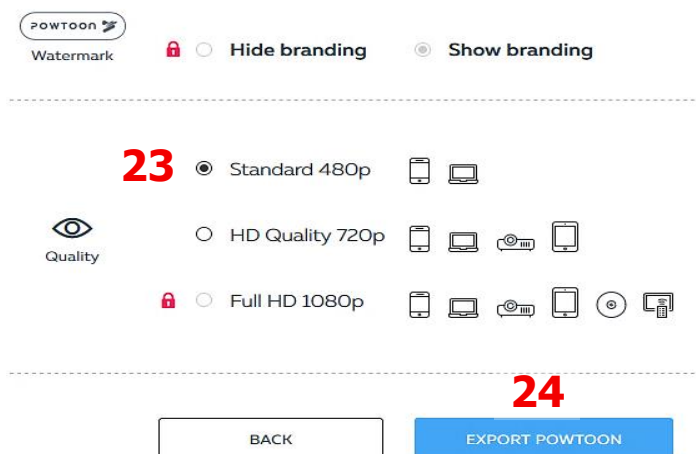 POWTOON
Watermark
Hide branding
Show branding
23
Standard 480p
HD Quality 720p
Quality
Full HD 1080p
24
BACK
EXPORT POWTOON